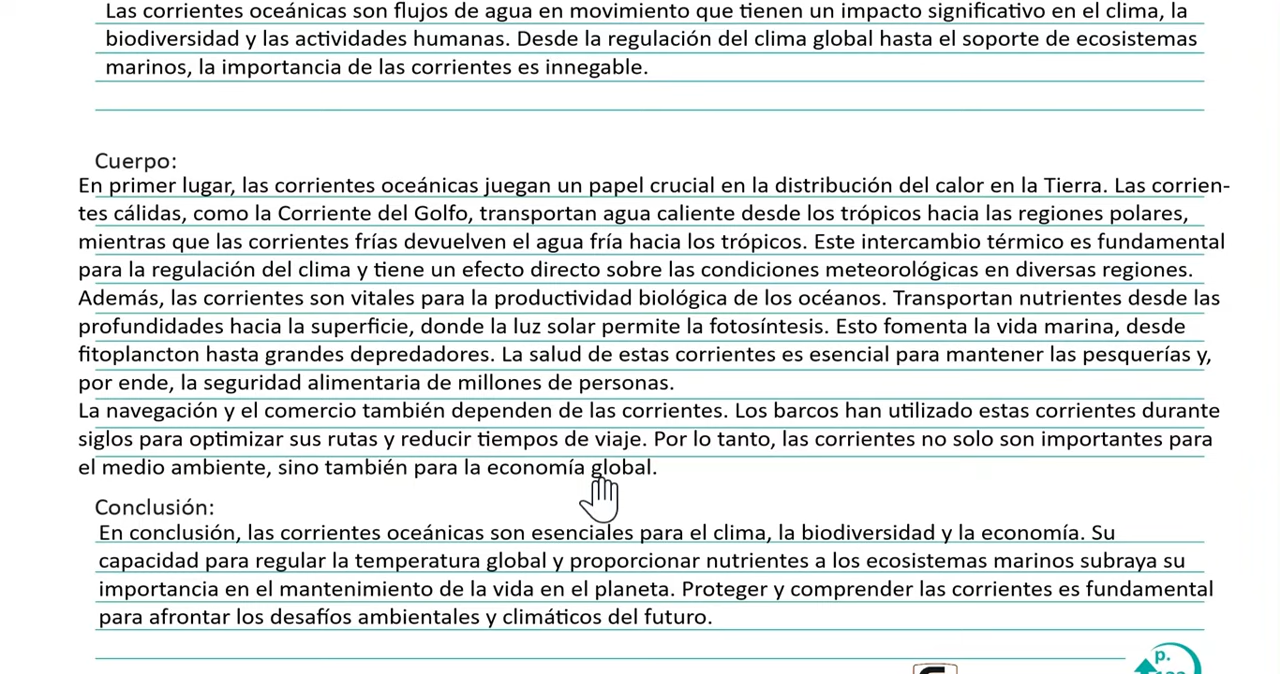 Las corrientes oceánicas son flujos de agua en movimiento que tienen un impacto significativo en el clima, la
biodiversidad y las actividades humanas. Desde la regulación del clima global hasta el soporte de ecosistemas
marinos, la importancia de las corrientes es innegable.
Cuerpo:
En primer lugar, las corrientes oceánicas juegan un papel crucial en la distribución del calor en la Tierra. Las corrien-
tes cálidas, como la Corriente del Golfo, transportan agua caliente desde los trópicos hacia las regiones polares,
mientras que las corrientes frías devuelven el agua fría hacia los trópicos. Este intercambio térmico es fundamental
para la regulación del clima y tiene un efecto directo sobre las condiciones meteorológicas en diversas regiones.
Además, las corrientes son vitales para la productividad biológica de los océanos. Transportan nutrientes desde las
profundidades hacia la superficie, donde la luz solar permite la fotosíntesis. Esto fomenta la vida marina, desde
fitoplancton hasta grandes depredadores. La salud de estas corrientes es esencial para mantener las pesquerías y,
por ende, la seguridad alimentaria de millones de personas.
La navegación y el comercio también dependen de las corrientes. Los barcos han utilizado estas corrientes durante
siglos para optimizar sus rutas y reducir tiempos de viaje. Por lo tanto, las corrientes no solo son importantes para
el medio ambiente, sino también para la economía global.
Conclusión:
En conclusión, las corrientes oceánicas son esenciales para el clima, la biodiversidad y la economía. Su
capacidad para regular la temperatura global y proporcionar nutrientes a los ecosistemas marinos subraya su
importancia en el mantenimiento de la vida en el planeta. Proteger y comprender las corrientes es fundamental
para afrontar los desafíos ambientales y climáticos del futuro.
p.